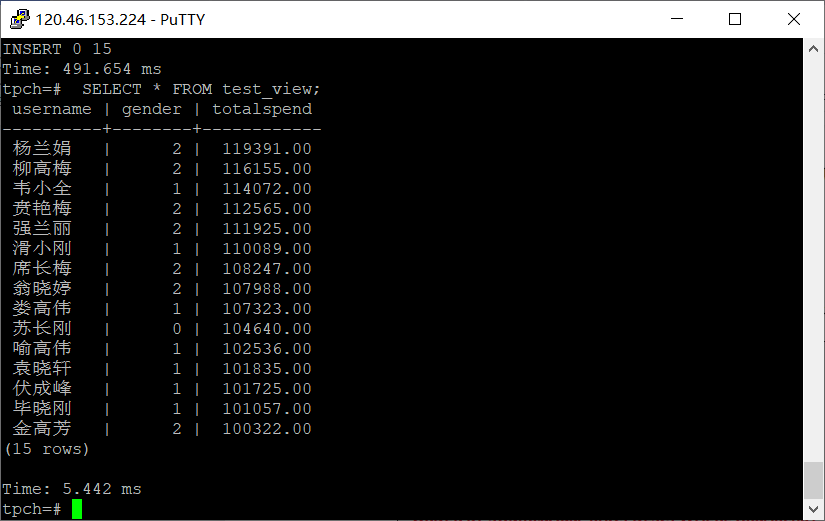 120.46.153.224 - PuTTY
INSERT 0 15
Time: 491.654 ms
tpch=#  SELECT * FROM test_view;
 username | gender | totalspend
----------+--------+------------
 杨兰娟   |      2 |  119391.00
 柳高梅   |      2 |  116155.00
 韦小全   |      1 |  114072.00
 贲艳梅   |      2 |  112565.00
 强兰丽   |      2 |  111925.00
 滑小刚   |      1 |  110089.00
 席长梅   |      2 |  108247.00
 翁晓婷   |      2 |  107988.00
 娄高伟   |      1 |  107323.00
 苏长刚   |      0 |  104640.00
 喻高伟   |      1 |  102536.00
 袁晓轩   |      1 |  101835.00
 伏成峰   |      1 |  101725.00
 毕晓刚   |      1 |  101057.00
 金高芳   |      2 |  100322.00
(15 rows)
Time: 5.442 ms
tpch=#